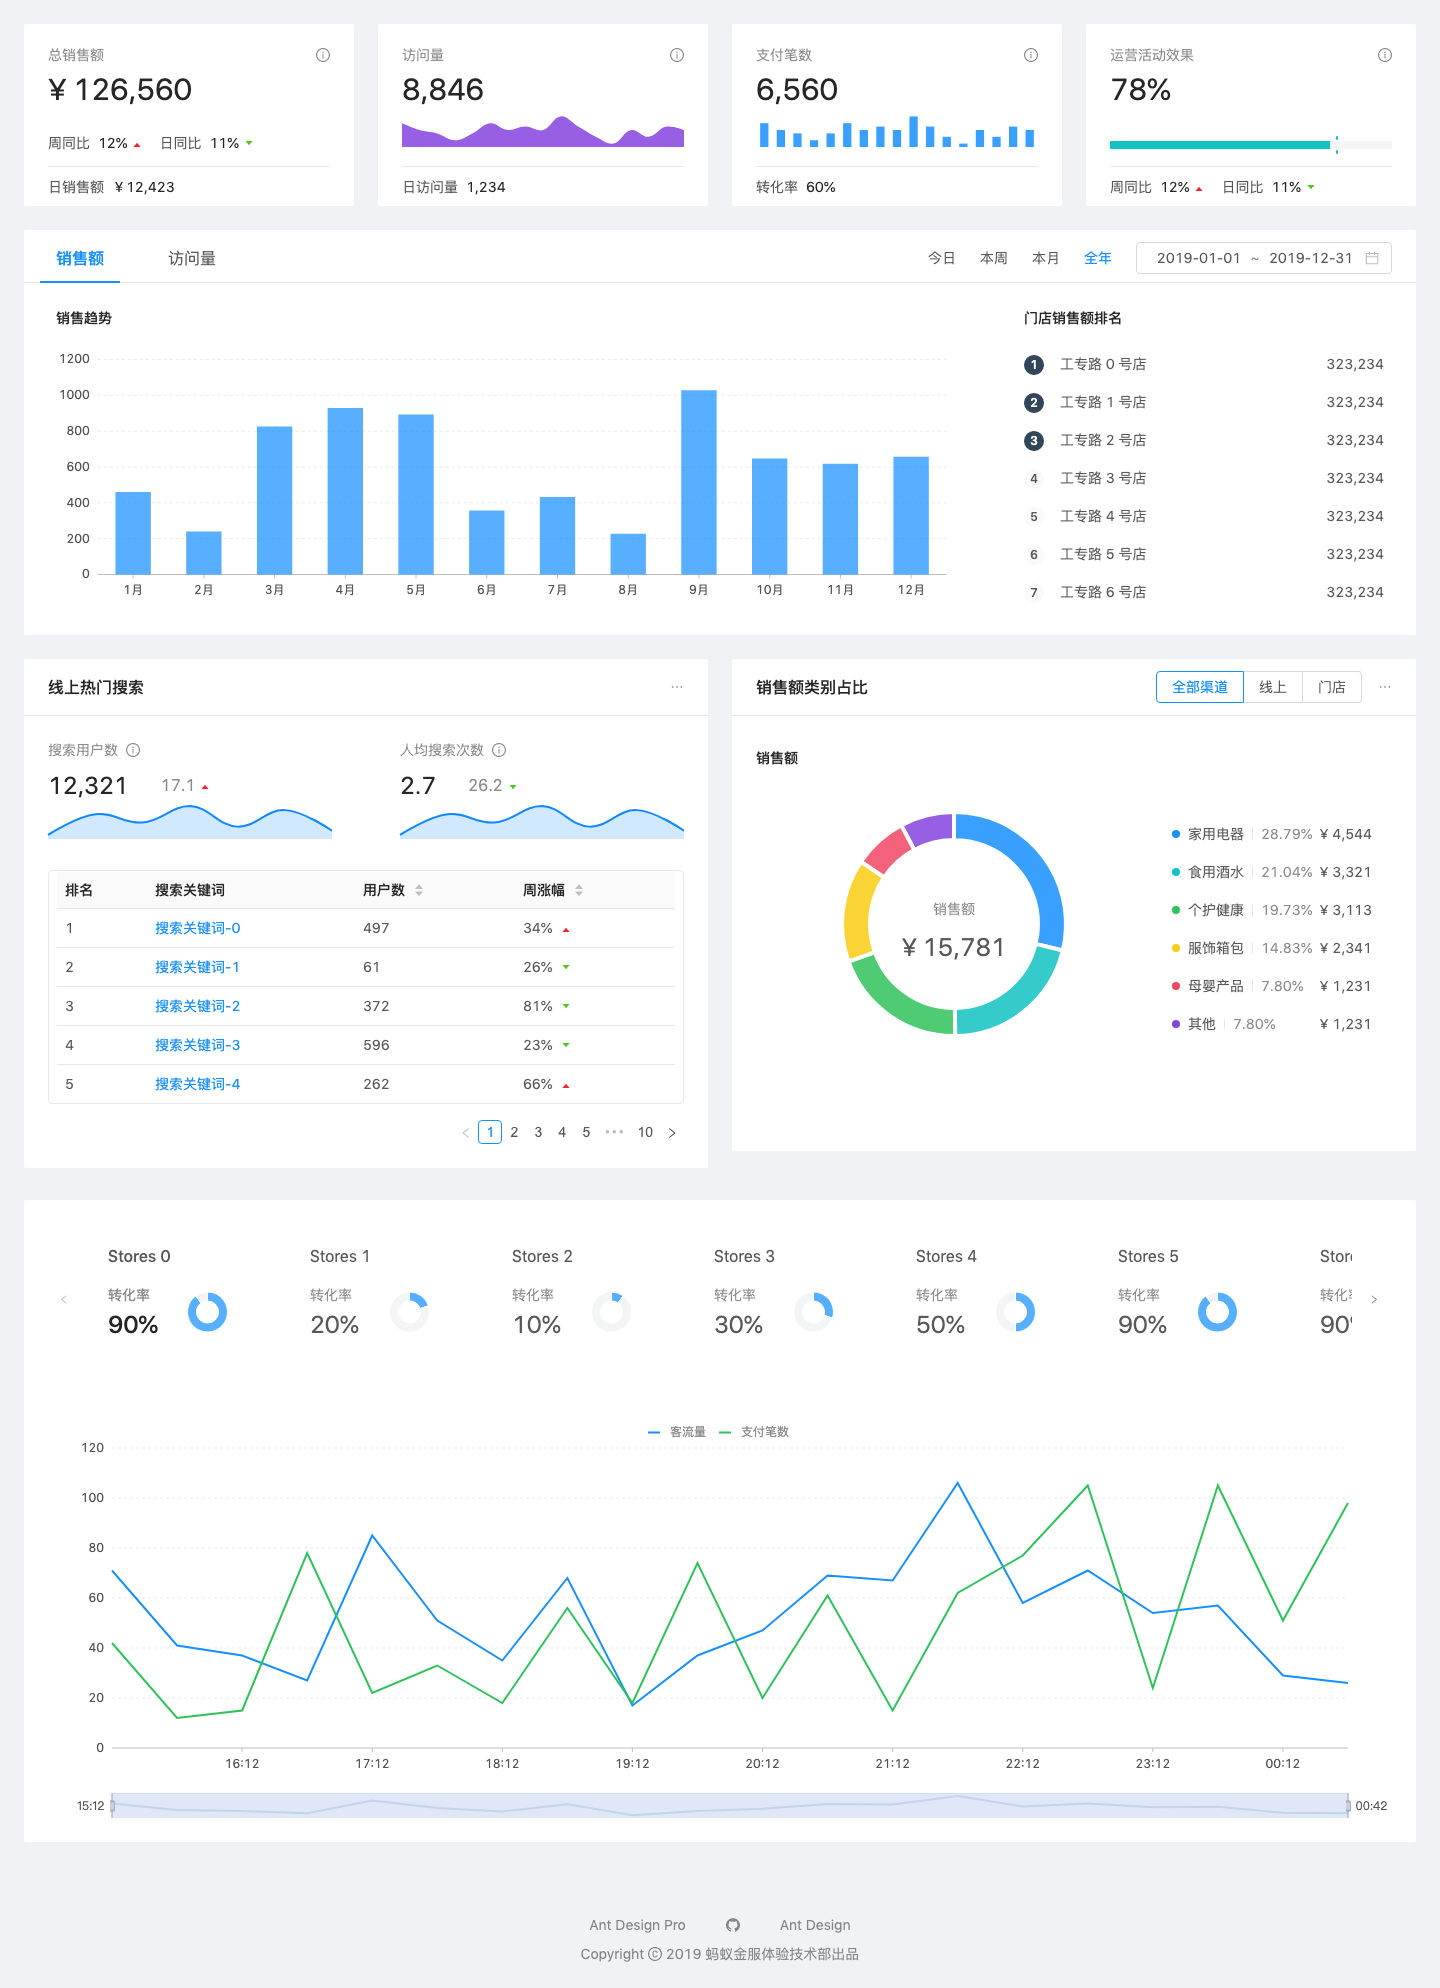 总销售额
¥ 126,560
周同比 12% 日同比 11%
日销售额 ¥ 12,423
访问量
8,846
日访问量 1,234
支付笔数
6,560
转化率 60%
运营活动效果
78%
周同比 12% 日同比 11%
销售额 访问量 今日 本周 本月 全年 2019-01-01 ~ 2019-12-31
销售趋势
1200
1000
800
600
400
200
0
1月 2月 3月 4月 5月 6月 7月 8月 9月 10月 11月 12月
门店销售额排名
1 工专路 0 号店 323,234
2 工专路 1 号店 323,234
3 工专路 2 号店 323,234
4 工专路 3 号店 323,234
5 工专路 4 号店 323,234
6 工专路 5 号店 323,234
7 工专路 6 号店 323,234
线上热门搜索 ···
搜索用户数
12,321 17.1
人均搜索次数
2.7 26.2
排名 搜索关键词 用户数 周涨幅
1 搜索关键词-0 497 34%
2 搜索关键词-1 61 26%
3 搜索关键词-2 372 81%
4 搜索关键词-3 596 23%
5 搜索关键词-4 262 66%
< 1 2 3 4 5 ••• 10 >
销售额类别占比 全部渠道 线上 门店 ···
销售额
销售额
¥ 15,781
家用电器 | 28.79% ¥ 4,544
食用酒水 | 21.04% ¥ 3,321
个护健康 | 19.73% ¥ 3,113
服饰箱包 | 14.83% ¥ 2,341
母婴产品 | 7.80% ¥ 1,231
其他 | 7.80% ¥ 1,231
Stores 0 Stores 1 Stores 2 Stores 3 Stores 4 Stores 5 Stor
转化率 转化率 转化率 转化率 转化率 转化率 转化
90% 20% 10% 30% 50% 90% 90
客流量 支付笔数
120
100
80
60
40
20
0
16:12 17:12 18:12 19:12 20:12 21:12 22:12 23:12 00:12
15:12 00:42
Ant Design Pro Ant Design
Copyright © 2019 蚂蚁金服体验技术部出品